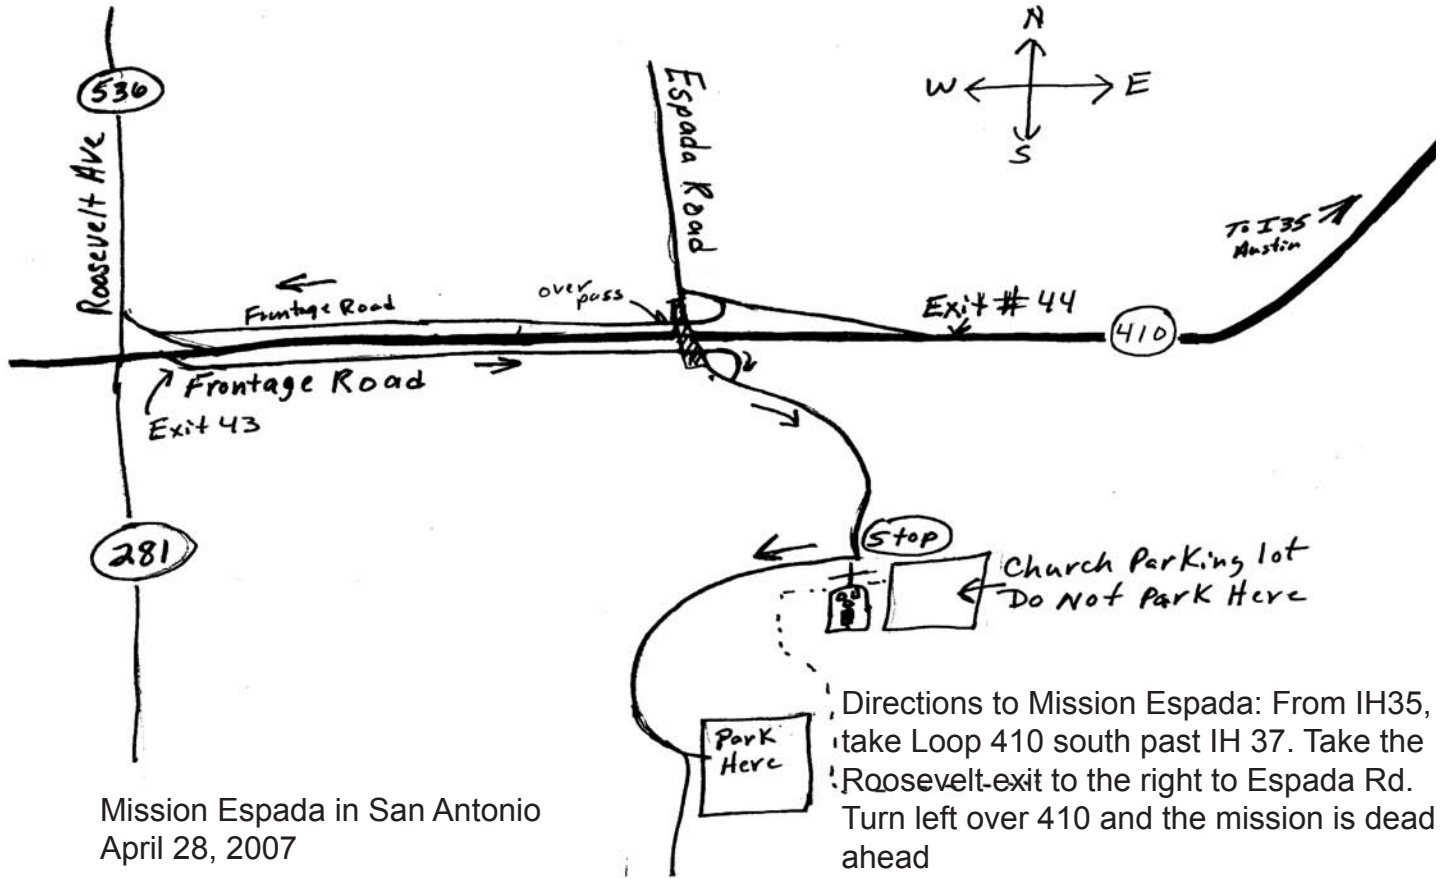 N
W
E
S
536
Roosevelt Ave
Espada Road
To I35
Austin
Frontage Road
over
pass
Exit # 44
410
Frontage Road
Exit 43
281
Stop
Church Parking lot
Do Not Park Here
Park
Here
Directions to Mission Espada: From IH35,
take Loop 410 south past IH 37. Take the
Roosevelt exit to the right to Espada Rd.
Turn left over 410 and the mission is dead
ahead
Mission Espada in San Antonio
April 28, 2007